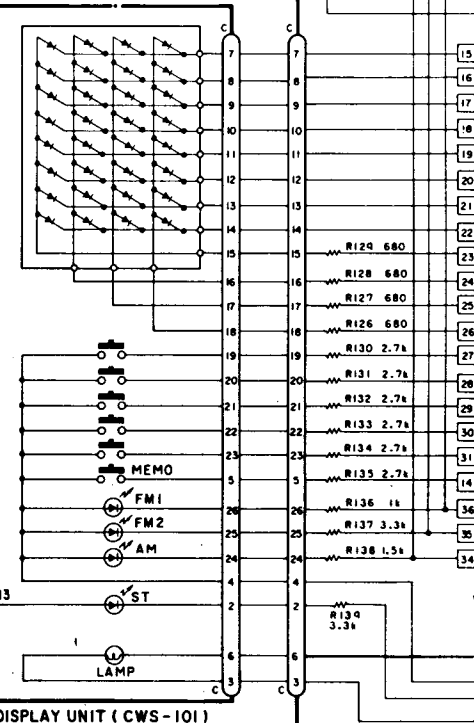 C C
7 7 15
8 8 16
9 9 17
10 10 18
11 11 19
12 12 20
13 13 21
14 14 22
15 15 R129 680 23
16 16 R128 680 24
17 17 R127 680 25
18 18 R126 680 26
19 19 R130 2.7k 27
20 20 R131 2.7k 28
21 21 R132 2.7k 29
22 22 R133 2.7k 30
23 23 R134 2.7k 31
MEMO 5 5 R135 2.7k 14
FM1 26 26 R136 1k 36
FM2 25 25 R137 3.3k 35
AM 24 24 R138 1.5k 34
4 4
ST 2 2
R139
3.3k
6 6
LAMP
3 3
C C
DISPLAY UNIT (CWS-101)